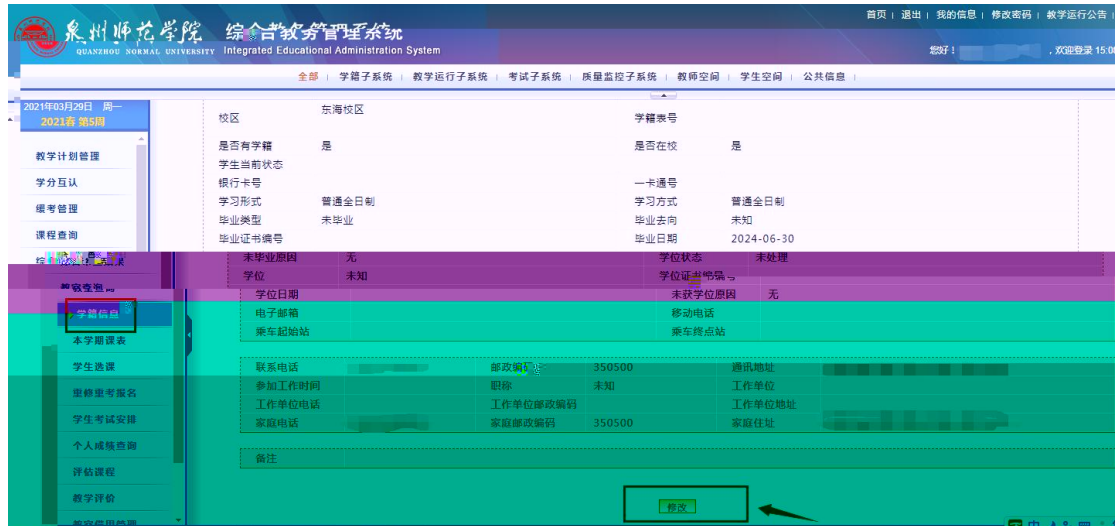 首页 | 退出 | 我的信息 | 修改密码 | 教学运行公告 |
泉州师范学院 综合教务管理系统
QUANZHOU NORMAL UNIVERSITY Integrated Educational Administration System
您好！ ，欢迎登录 15:0
全部 | 学籍子系统 | 教学运行子系统 | 考试子系统 | 质量监控子系统 | 教师空间 | 学生空间 | 公共信息 |
2021年03月29日 周一
2021春 第5周
教学计划管理
学分互认
缓考管理
课程查询
教室查询
学籍信息
本学期课表
学生选课
重修重考报名
学生考试安排
个人成绩查询
评估课程
教学评价
教室借用管理
校区 东海校区 学籍表号
是否有学籍 是 是否在校 是
学生当前状态
银行卡号 一卡通号
学习形式 普通全日制 学习方式 普通全日制
毕业类型 未毕业 毕业去向 未知
毕业证书编号 毕业日期 2024-06-30
未毕业原因 无 学位状态 未处理
学位 未知 学位证书编号
学位日期 未获学位原因 无
电子邮箱 移动电话
乘车起始站 乘车终点站
联系电话 邮政编码 350500 通讯地址
参加工作时间 职称 未知 工作单位
工作单位电话 工作单位邮政编码 工作单位地址
家庭电话 家庭邮政编码 350500 家庭住址
备注
修改